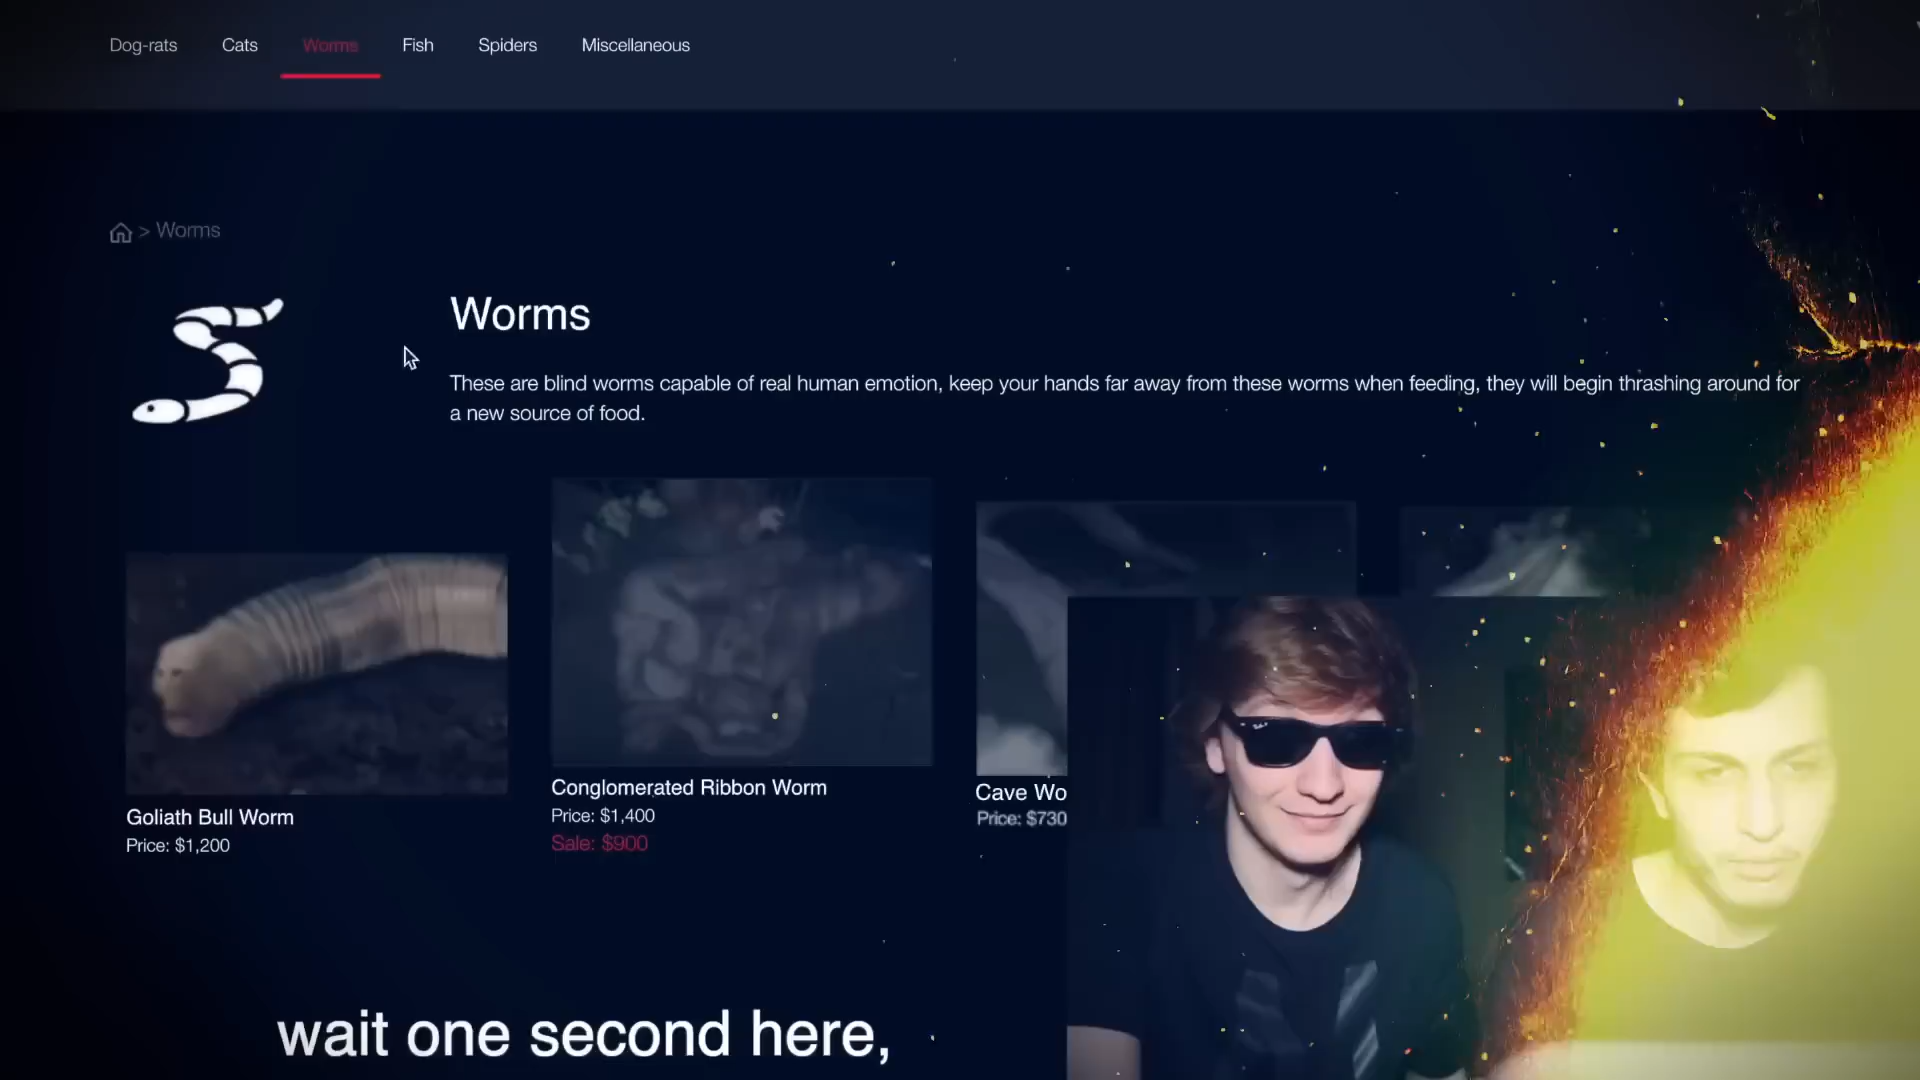 Dog-rats Cats Worms Fish Spiders Miscellaneous
> Worms
Worms
These are blind worms capable of real human emotion, keep your hands far away from these worms when feeding, they will begin thrashing around for
a new source of food.
Goliath Bull Worm
Price: $1,200
Conglomerated Ribbon Worm
Price: $1,400
Sale: $900
Cave Wo
Price: $730
wait one second here,